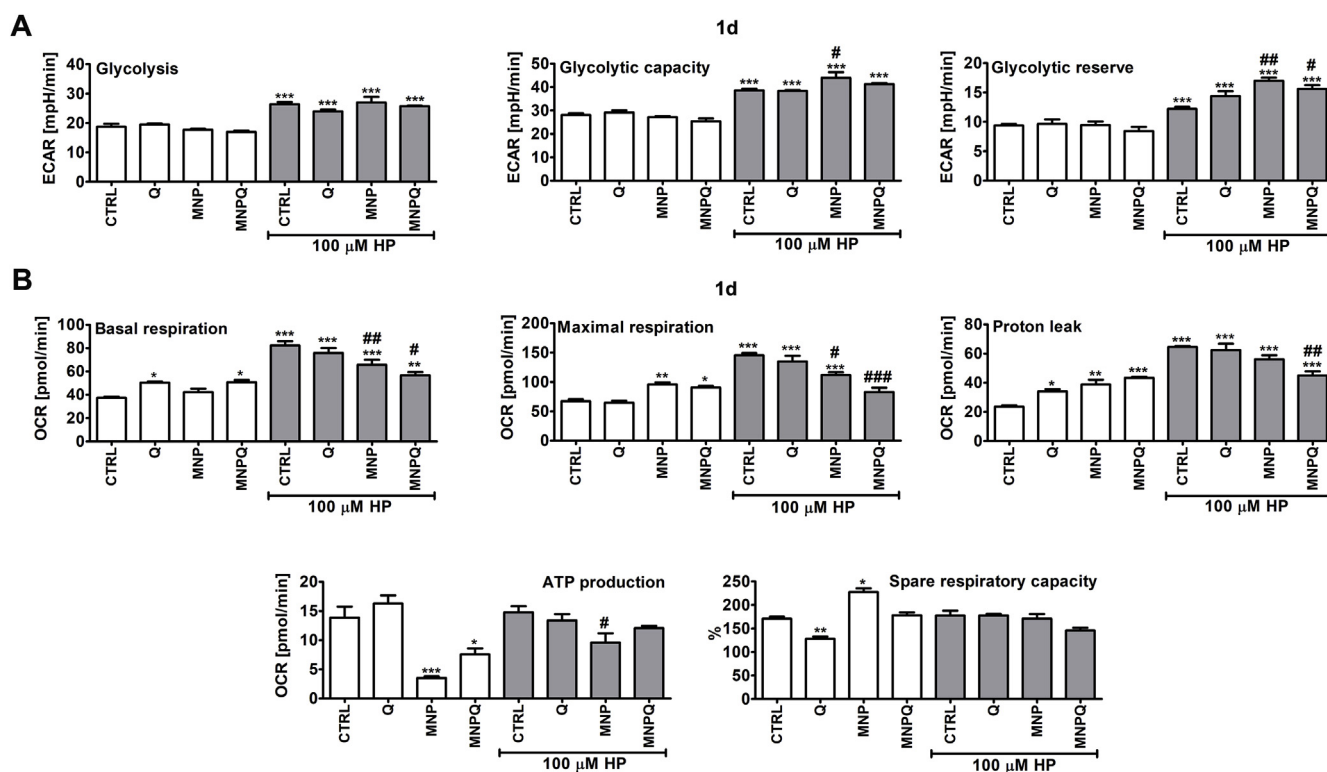 A
1d
Glycolysis
ECAR [mpH/min]
40
30
20
10
0
*** *** *** ***
CTRL Q MNP MNPQ CTRL Q MNP MNPQ
100 µM HP
Glycolytic capacity
ECAR [mpH/min]
50
40
30
20
10
0
#
*** *** *** ***
CTRL Q MNP MNPQ CTRL Q MNP MNPQ
100 µM HP
Glycolytic reserve
ECAR [mpH/min]
20
15
10
5
0
## #
*** *** *** ***
CTRL Q MNP MNPQ CTRL Q MNP MNPQ
100 µM HP
B
1d
Basal respiration
OCR [pmol/min]
100
80
60
40
20
0
## #
* * *** *** *** **
CTRL Q MNP MNPQ CTRL Q MNP MNPQ
100 µM HP
Maximal respiration
OCR [pmol/min]
200
150
100
50
0
# ###
** * *** *** ***
CTRL Q MNP MNPQ CTRL Q MNP MNPQ
100 µM HP
Proton leak
OCR [pmol/min]
80
60
40
20
0
##
* ** *** *** *** *** ***
CTRL Q MNP MNPQ CTRL Q MNP MNPQ
100 µM HP
ATP production
OCR [pmol/min]
20
15
10
5
0
*** * #
CTRL Q MNP MNPQ CTRL Q MNP MNPQ
100 µM HP
Spare respiratory capacity
%
250
200
150
100
50
0
** *
CTRL Q MNP MNPQ CTRL Q MNP MNPQ
100 µM HP